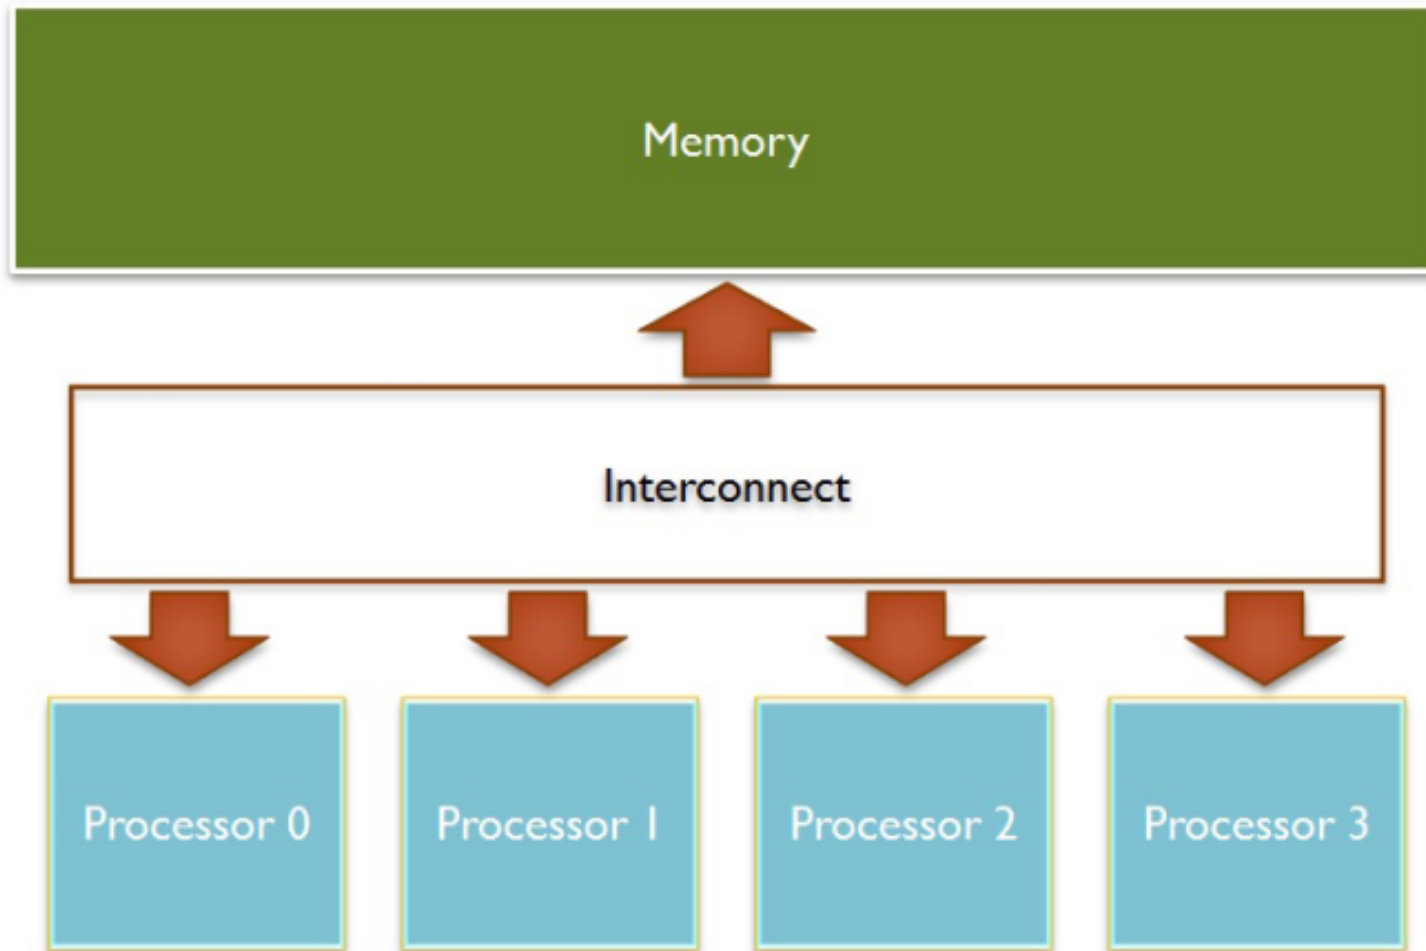 Memory
Interconnect
Processor 0
Processor 1
Processor 2
Processor 3